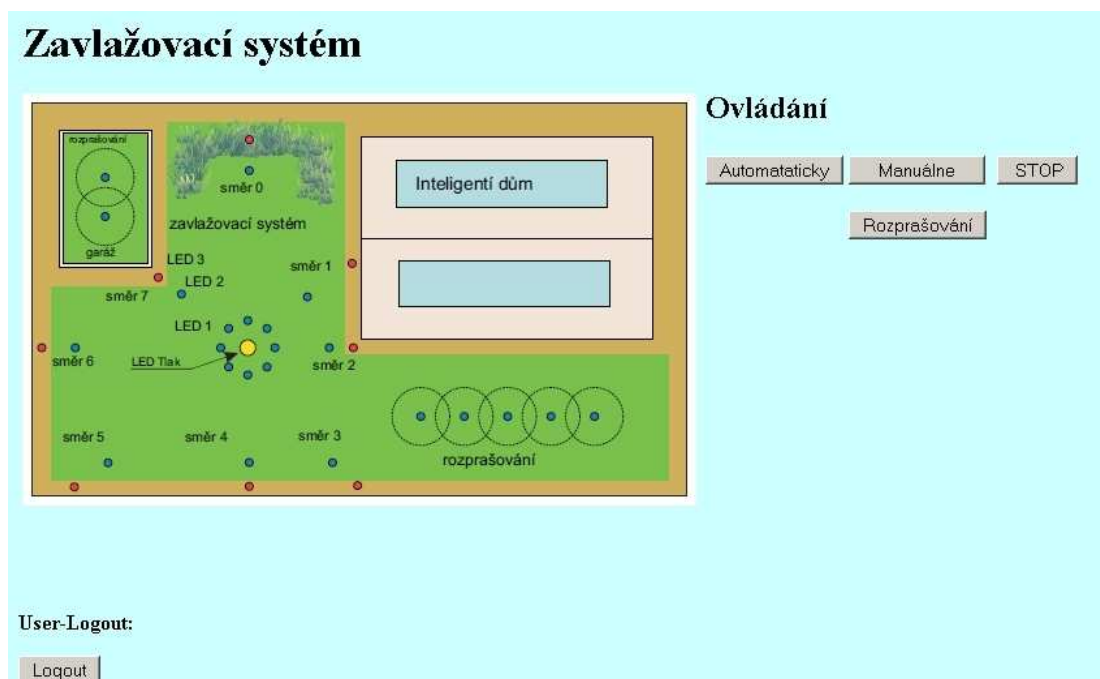 Zavlažovací systém
Ovládání
Automataticky Manuálne STOP
Rozprašování
rozprašování
garáž
směr 0
zavlažovací systém
Inteligentí dům
LED 3
směr 1
LED 2
směr 7
LED 1
směr 6
LED Tlak
směr 2
směr 5
směr 4
směr 3
rozprašování
User-Logout:
Logout